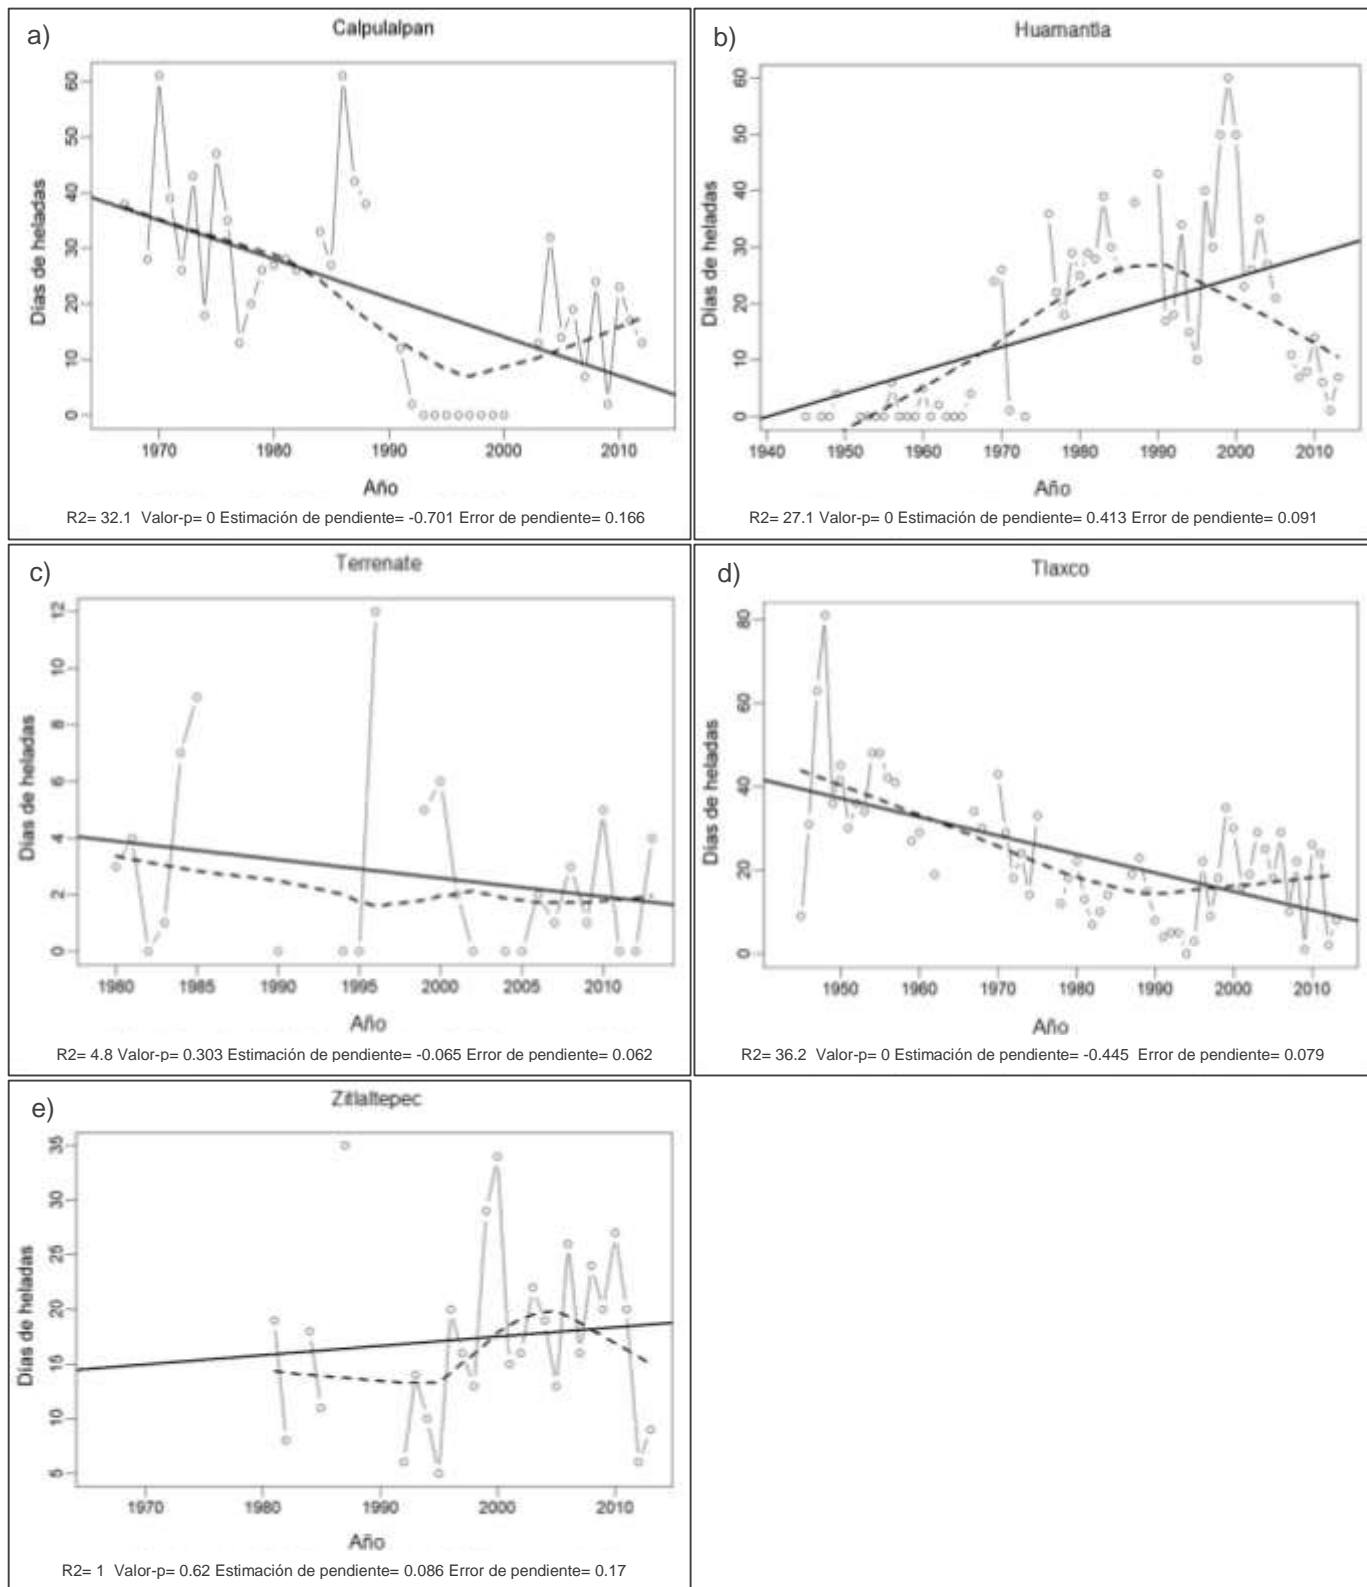 a)
Calpulalpan
Días de heladas
60
50
40
30
20
10
0
1970 1980 1990 2000 2010
Año
R2= 32.1 Valor-p= 0 Estimación de pendiente= -0.701 Error de pendiente= 0.166
b)
Huamantla
Días de heladas
60
50
40
30
20
10
0
1940 1950 1960 1970 1980 1990 2000 2010
Año
R2= 27.1 Valor-p= 0 Estimación de pendiente= 0.413 Error de pendiente= 0.091
c)
Terrenate
Días de heladas
12
10
8
6
4
2
0
1980 1985 1990 1995 2000 2005 2010
Año
R2= 4.8 Valor-p= 0.303 Estimación de pendiente= -0.065 Error de pendiente= 0.062
d)
Tlaxco
Días de heladas
80
60
40
20
0
1950 1960 1970 1980 1990 2000 2010
Año
R2= 36.2 Valor-p= 0 Estimación de pendiente= -0.445 Error de pendiente= 0.079
e)
Zitlaltepec
Días de heladas
35
30
25
20
15
10
5
1970 1980 1990 2000 2010
Año
R2= 1 Valor-p= 0.62 Estimación de pendiente= 0.086 Error de pendiente= 0.17